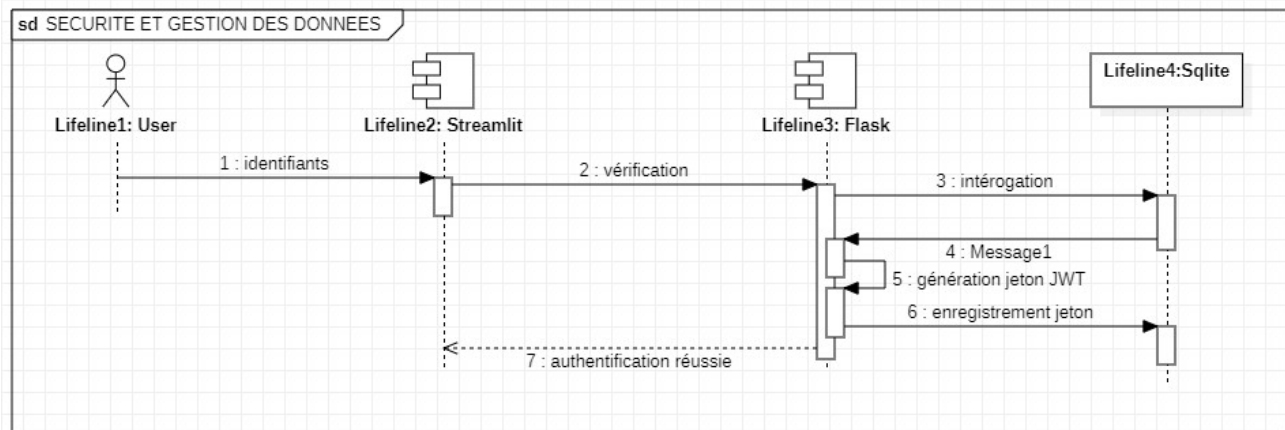 sd SECURITE ET GESTION DES DONNEES
Lifeline1: User
Lifeline2: Streamlit
Lifeline3: Flask
Lifeline4:Sqlite
1 : identifiants
2 : vérification
3 : intérogation
4 : Message1
5 : génération jeton JWT
6 : enregistrement jeton
7 : authentification réussie